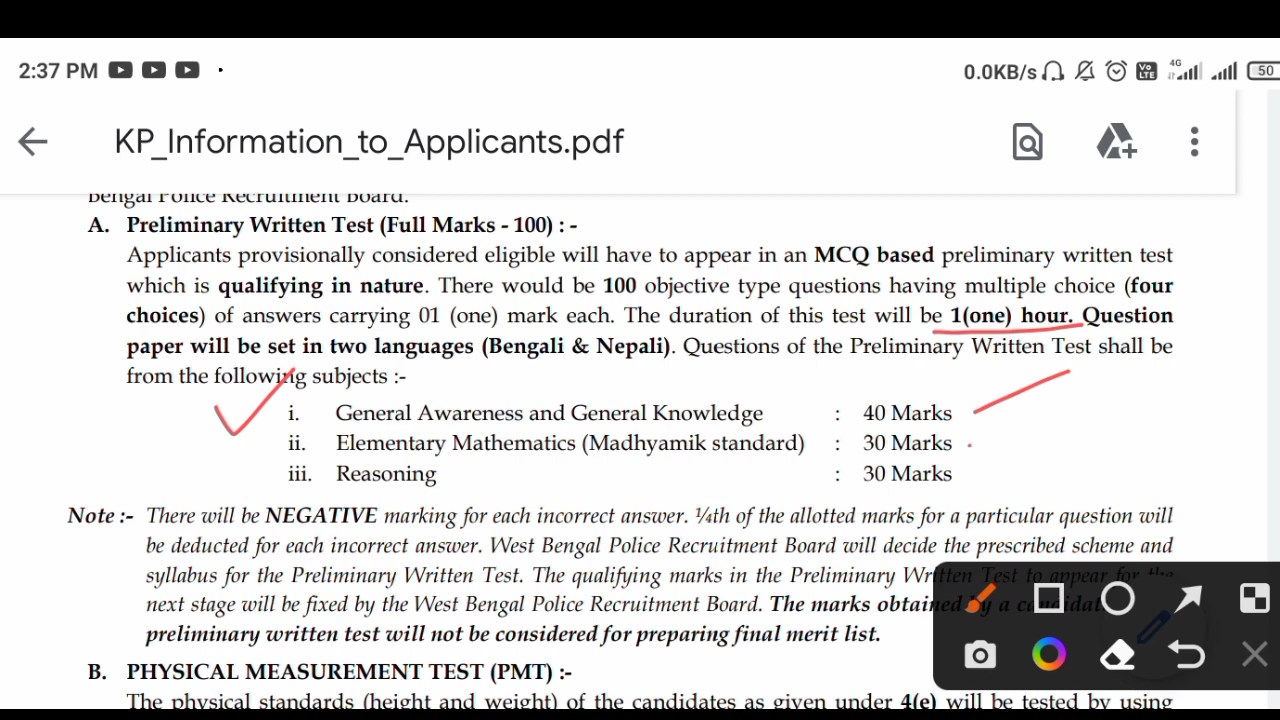 2:37 PM 0.0KB/s Vo LTE 4G 50
KP_Information_to_Applicants.pdf
Bengal Police Recruitment Board.
A. Preliminary Written Test (Full Marks - 100) : -
Applicants provisionally considered eligible will have to appear in an MCQ based preliminary written test
which is qualifying in nature. There would be 100 objective type questions having multiple choice (four
choices) of answers carrying 01 (one) mark each. The duration of this test will be 1(one) hour. Question
paper will be set in two languages (Bengali & Nepali). Questions of the Preliminary Written Test shall be
from the following subjects :-
i. General Awareness and General Knowledge : 40 Marks
ii. Elementary Mathematics (Madhyamik standard) : 30 Marks
iii. Reasoning : 30 Marks
Note :- There will be NEGATIVE marking for each incorrect answer. ¼th of the allotted marks for a particular question will
be deducted for each incorrect answer. West Bengal Police Recruitment Board will decide the prescribed scheme and
syllabus for the Preliminary Written Test. The qualifying marks in the Preliminary Written Test to appear for the
next stage will be fixed by the West Bengal Police Recruitment Board. The marks obtained by a candidate
preliminary written test will not be considered for preparing final merit list.
B. PHYSICAL MEASUREMENT TEST (PMT) :-
The physical standards (height and weight) of the candidates as given under 4(e) will be tested by using